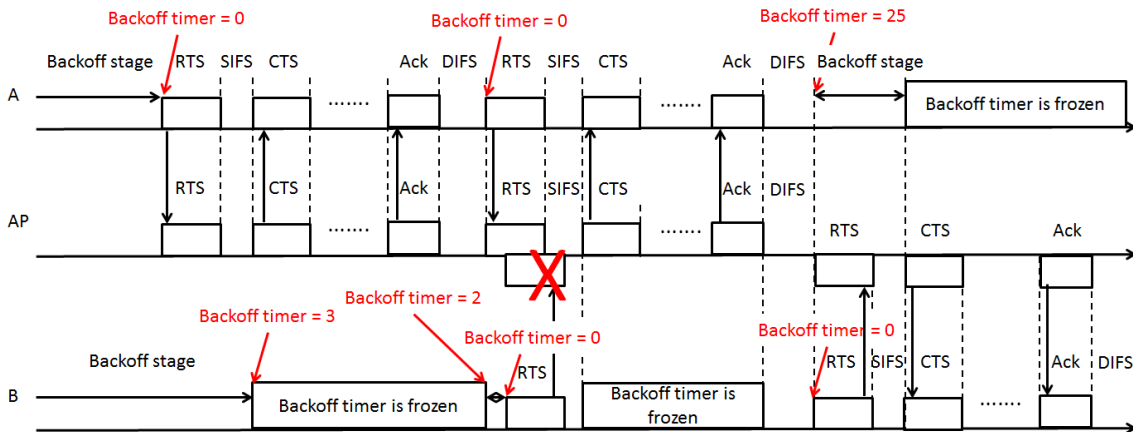 Backoff timer = 0
Backoff timer = 0
Backoff timer = 25
Backoff stage RTS SIFS CTS Ack DIFS RTS SIFS CTS Ack DIFS Backoff stage
A ....... ....... Backoff timer is frozen
RTS CTS Ack RTS SIFS CTS Ack DIFS
AP ....... ....... RTS CTS Ack
X
Backoff timer = 3
Backoff timer = 2
Backoff timer = 0
Backoff timer = 0
Backoff stage RTS RTS SIFS CTS Ack DIFS
B Backoff timer is frozen
Backoff timer
is frozen
.......